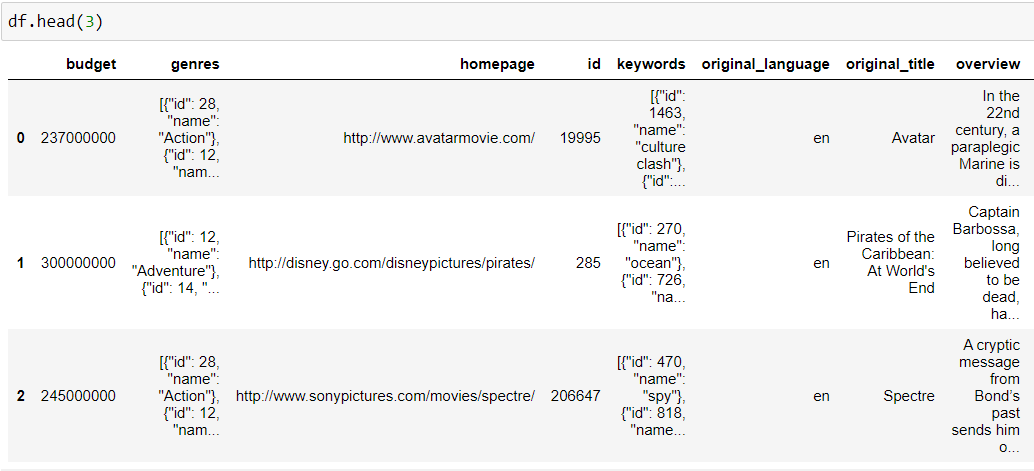 df.head(3)
budget genres homepage id keywords original_language original_title overview
0 237000000
[{"id": 28,
"name":
"Action"},
{"id": 12,
"nam...
http://www.avatarmovie.com/ 19995
[{"id":
1463,
"name":
"culture
clash"},
{"id":...
en Avatar
In the
22nd
century, a
paraplegic
Marine is
di...
1 300000000
[{"id": 12,
"name":
"Adventure"},
{"id": 14, "...
http://disney.go.com/disneypictures/pirates/ 285
[{"id": 270,
"name":
"ocean"},
{"id": 726,
"na...
en
Pirates of the
Caribbean:
At World's
End
Captain
Barbossa,
long
believed
to be
dead,
ha...
2 245000000
[{"id": 28,
"name":
"Action"},
{"id": 12,
"nam...
http://www.sonypictures.com/movies/spectre/ 206647
[{"id": 470,
"name":
"spy"},
{"id": 818,
"name...
en Spectre
A cryptic
message
from
Bond’s
past
sends him
o...